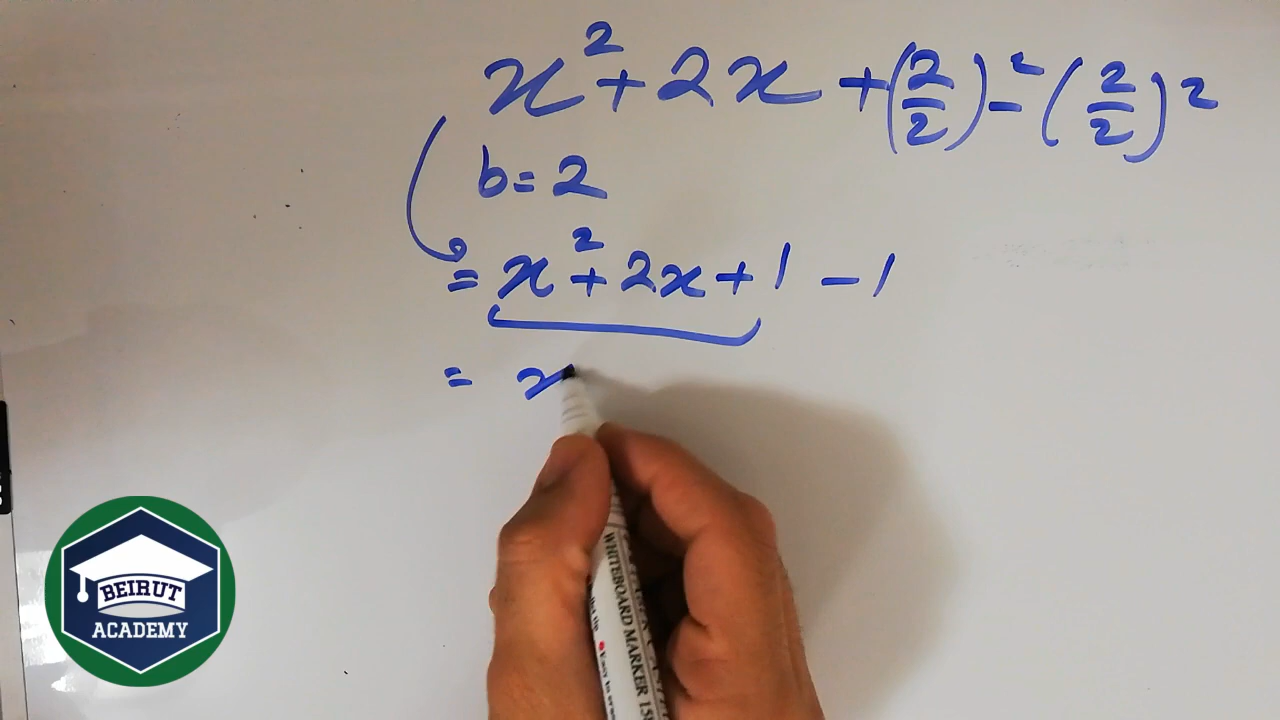 x² + 2x + (2/2)² - (2/2)²
b = 2
= x² + 2x + 1 - 1
= x
BEIRUT
ACADEMY
WHITEBOARD MARKER